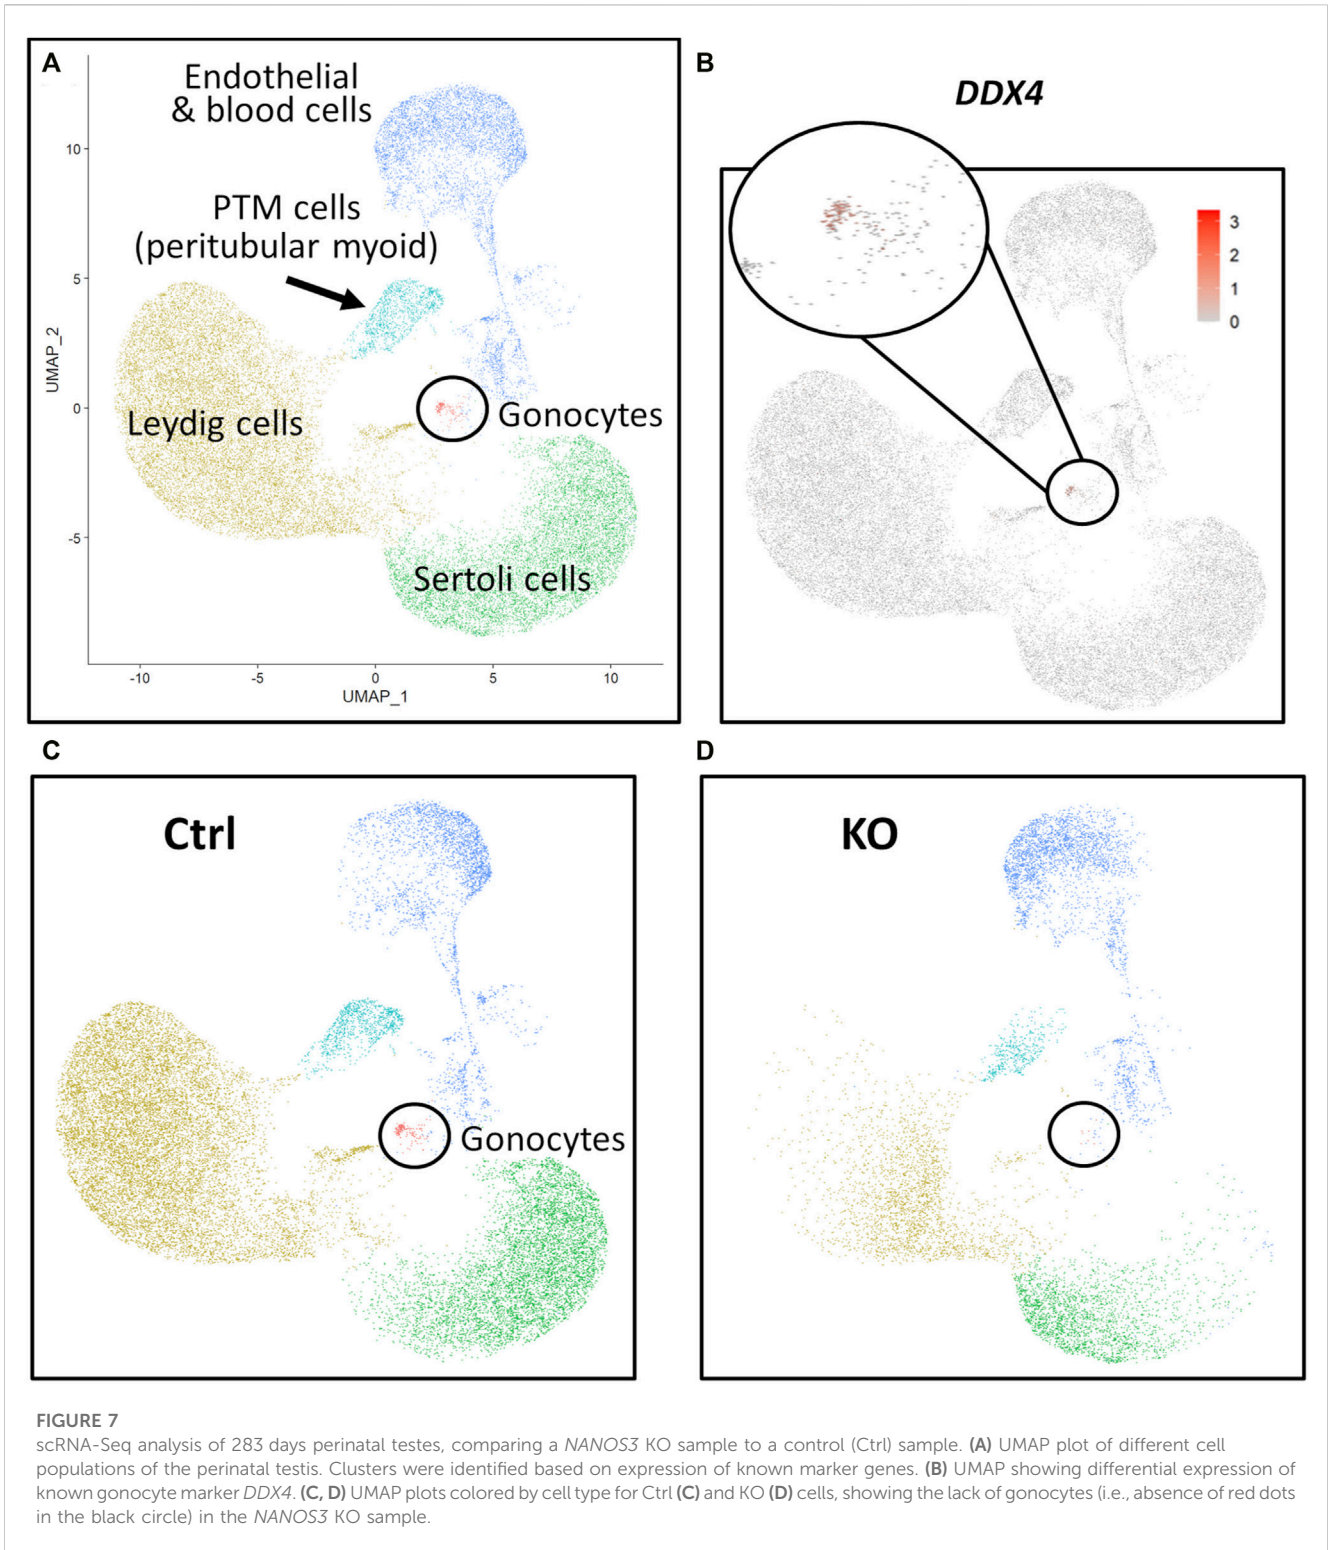 A
Endothelial
& blood cells
PTM cells
(peritubular myoid)
Leydig cells
Gonocytes
Sertoli cells
10
5
0
-5
-10
-5
0
5
10
UMAP_2
UMAP_1
B
DDX4
3
2
1
0
C
Ctrl
Gonocytes
D
KO
FIGURE 7
scRNA-Seq analysis of 283 days perinatal testes, comparing a NANOS3 KO sample to a control (Ctrl) sample. (A) UMAP plot of different cell
populations of the perinatal testis. Clusters were identified based on expression of known marker genes. (B) UMAP showing differential expression of
known gonocyte marker DDX4. (C, D) UMAP plots colored by cell type for Ctrl (C) and KO (D) cells, showing the lack of gonocytes (i.e., absence of red dots
in the black circle) in the NANOS3 KO sample.